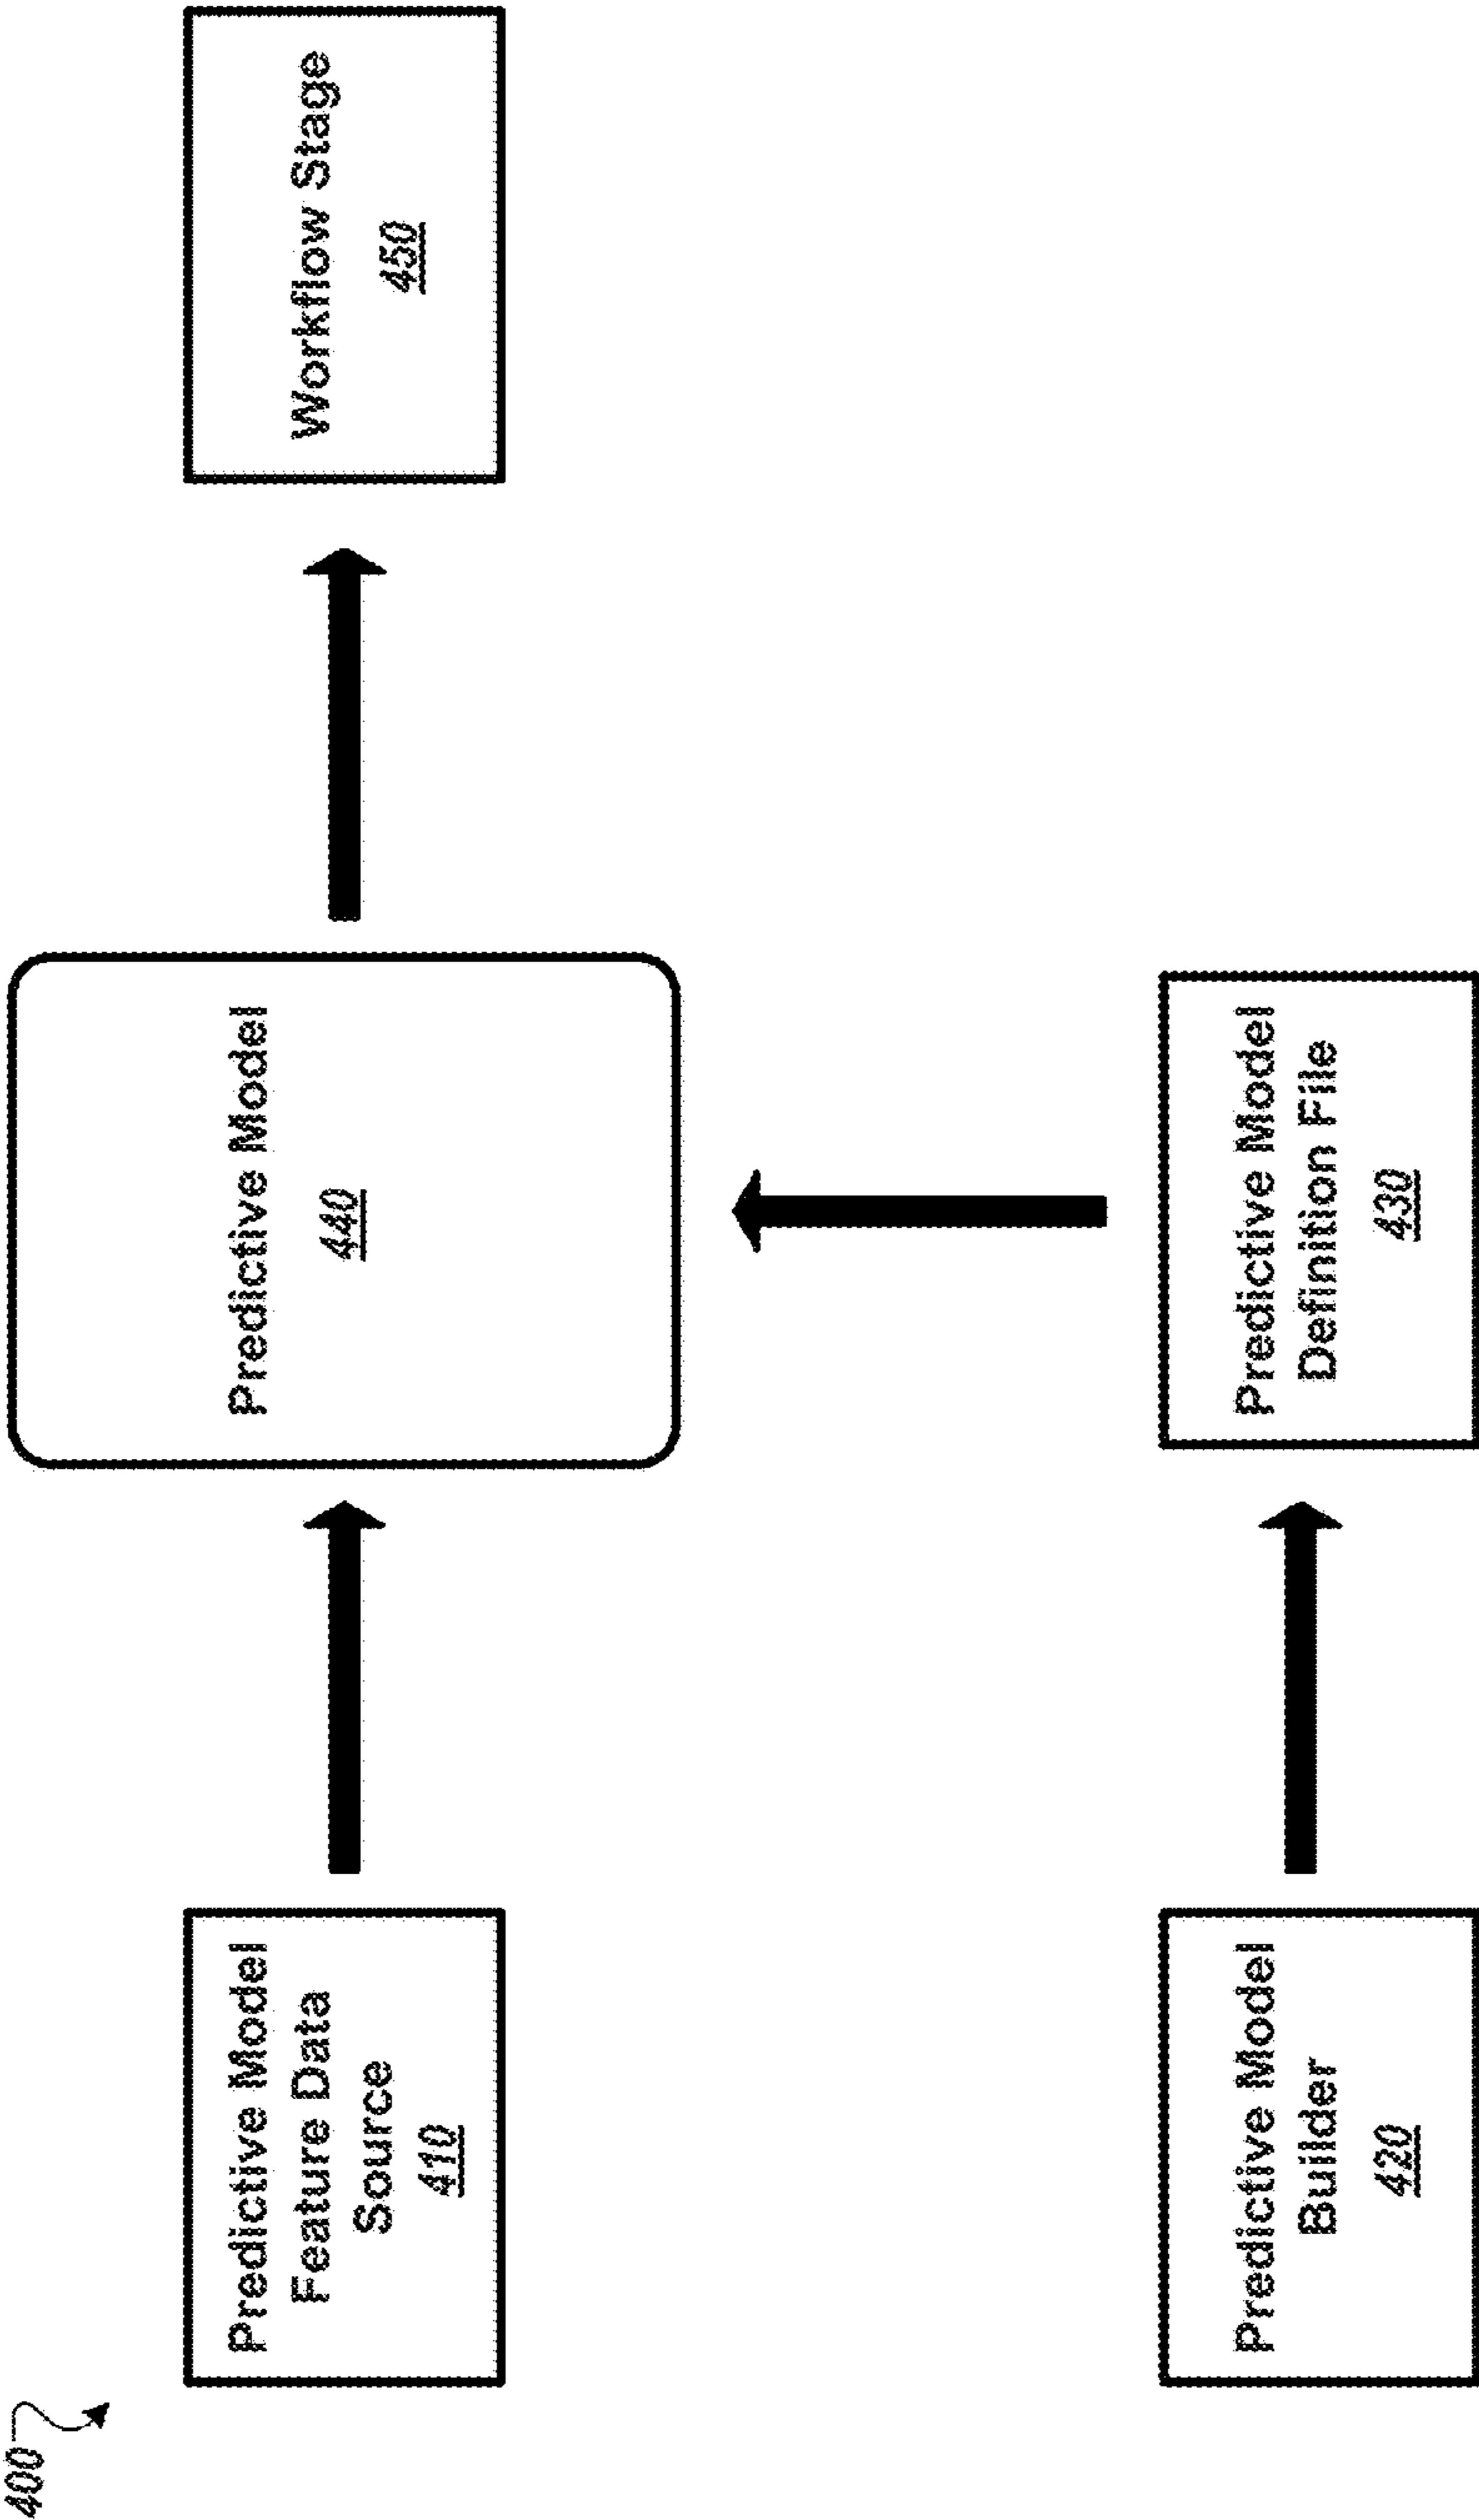 400
Predictive Model
Feature Data
Source
410
Predictive Model
440
Workflow Stage
450
Predictive Model
Builder
420
Predictive Model
Definition File
430